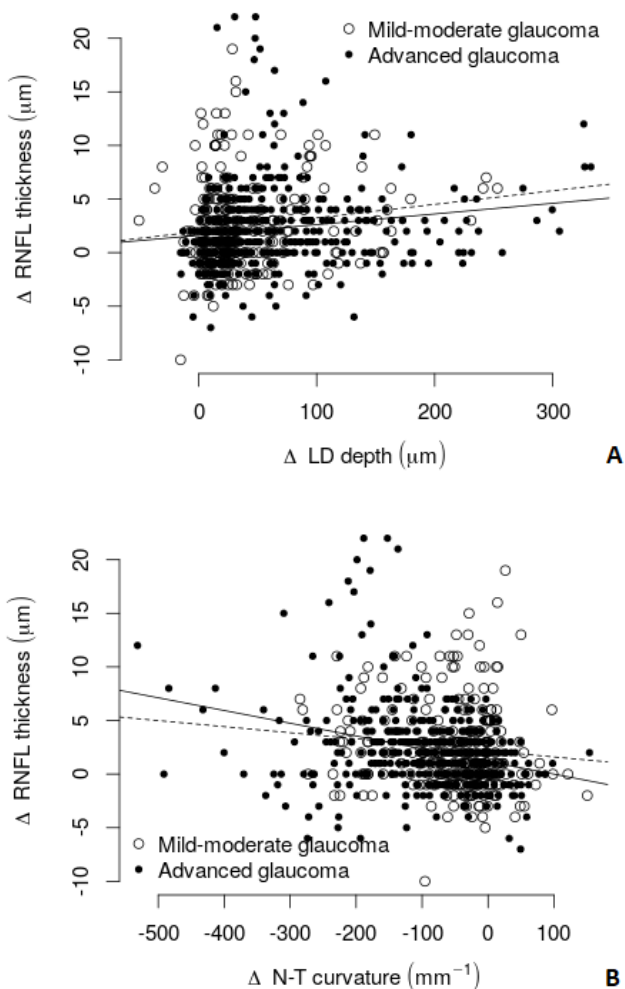 Mild-moderate glaucoma
Advanced glaucoma
Δ RNFL thickness (μm)
20
15
10
5
0
-5
-10
0 100 200 300
Δ LD depth (μm)
A
Δ RNFL thickness (μm)
20
15
10
5
0
-5
-10
Mild-moderate glaucoma
Advanced glaucoma
-500 -400 -300 -200 -100 0 100
Δ N-T curvature (mm⁻¹)
B